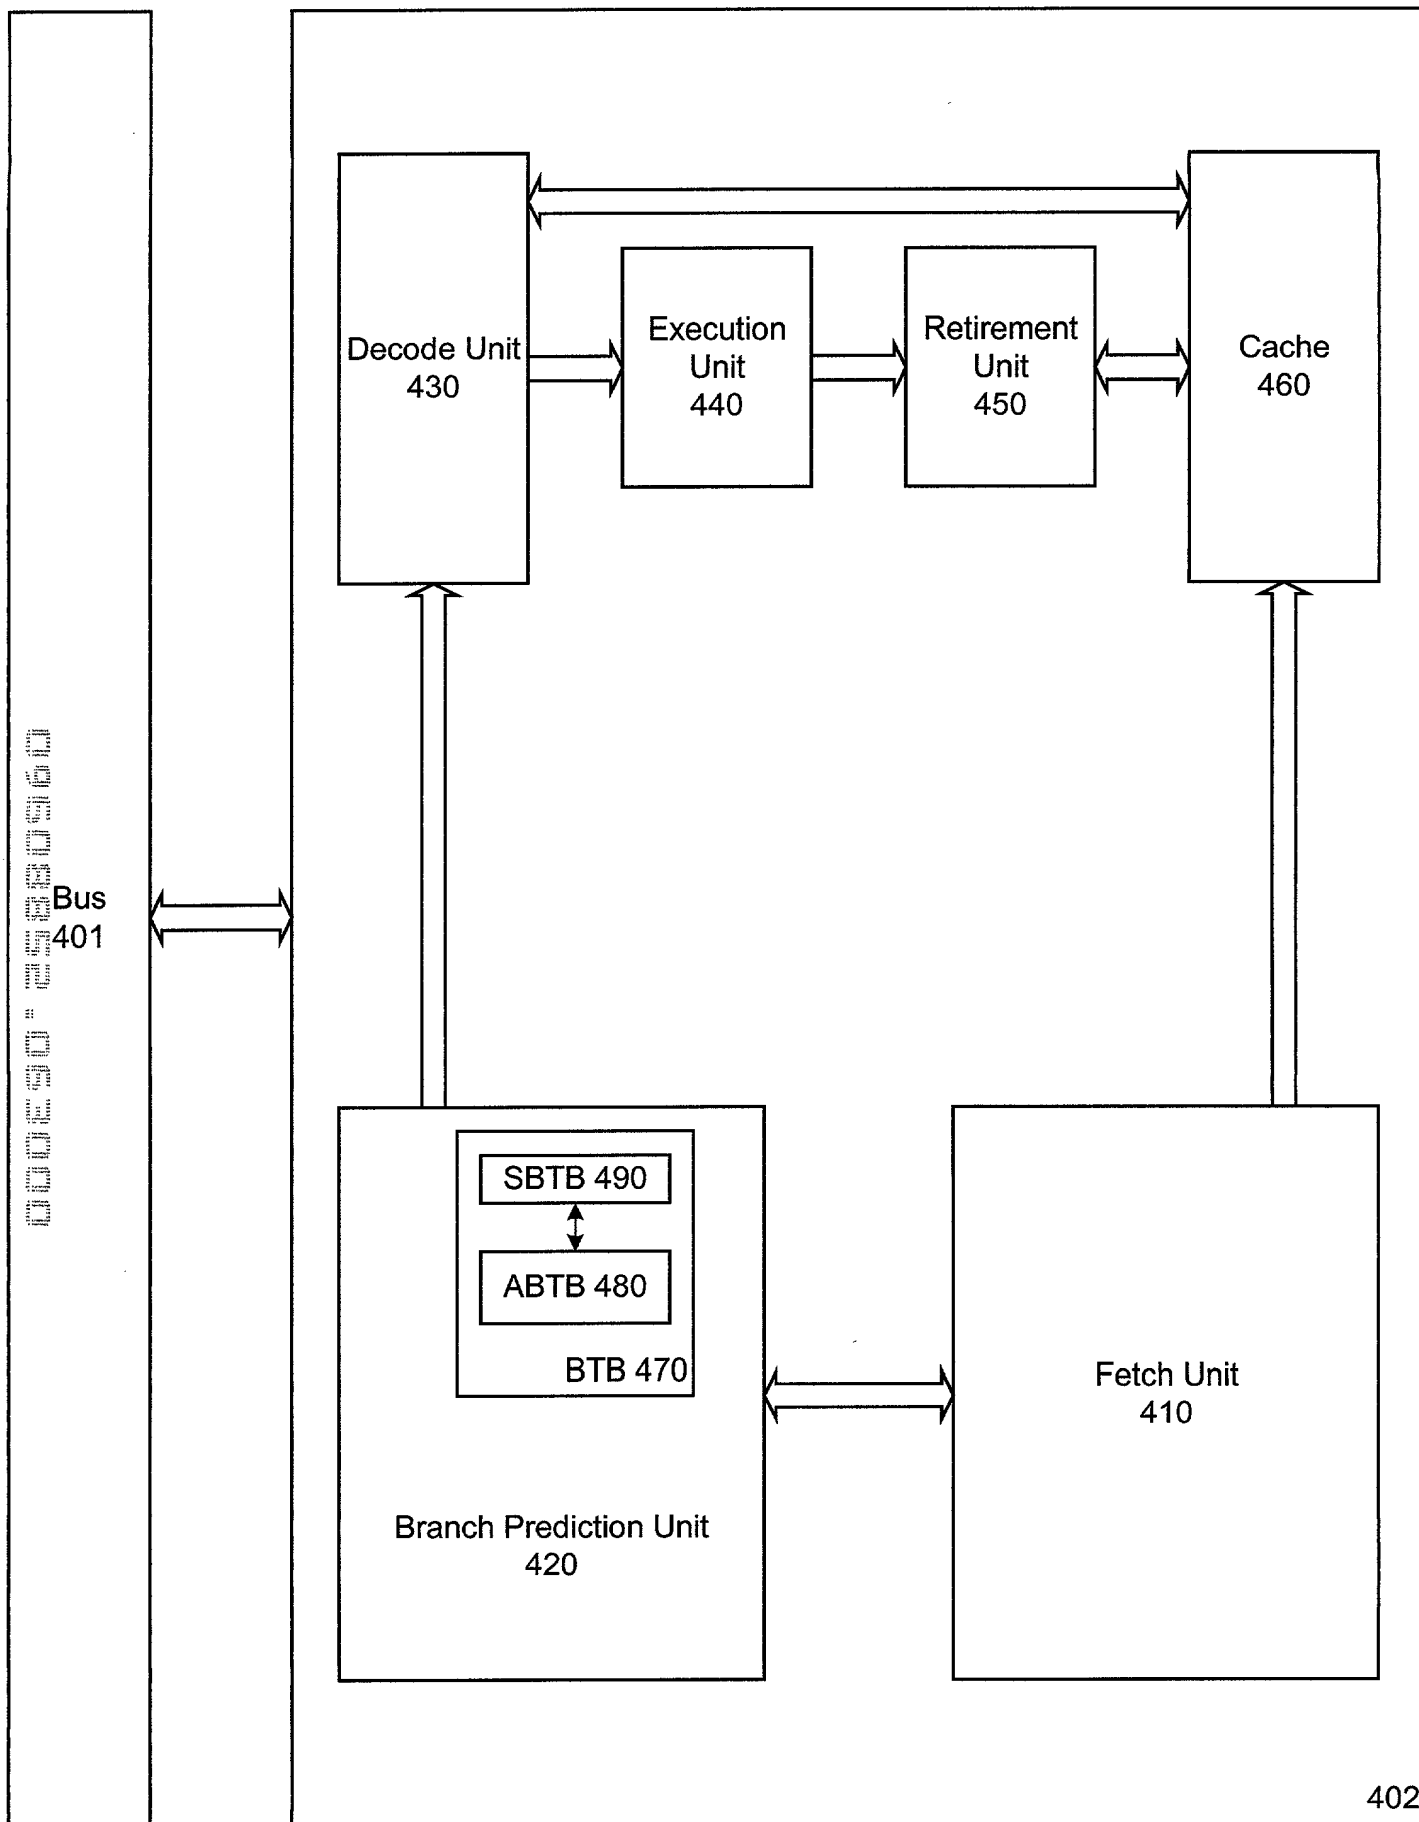 Decode Unit
430
Execution
Unit
440
Retirement
Unit
450
Cache
460
Bus
401
SBTB 490
ABTB 480
BTB 470
Branch Prediction Unit
420
Fetch Unit
410
402